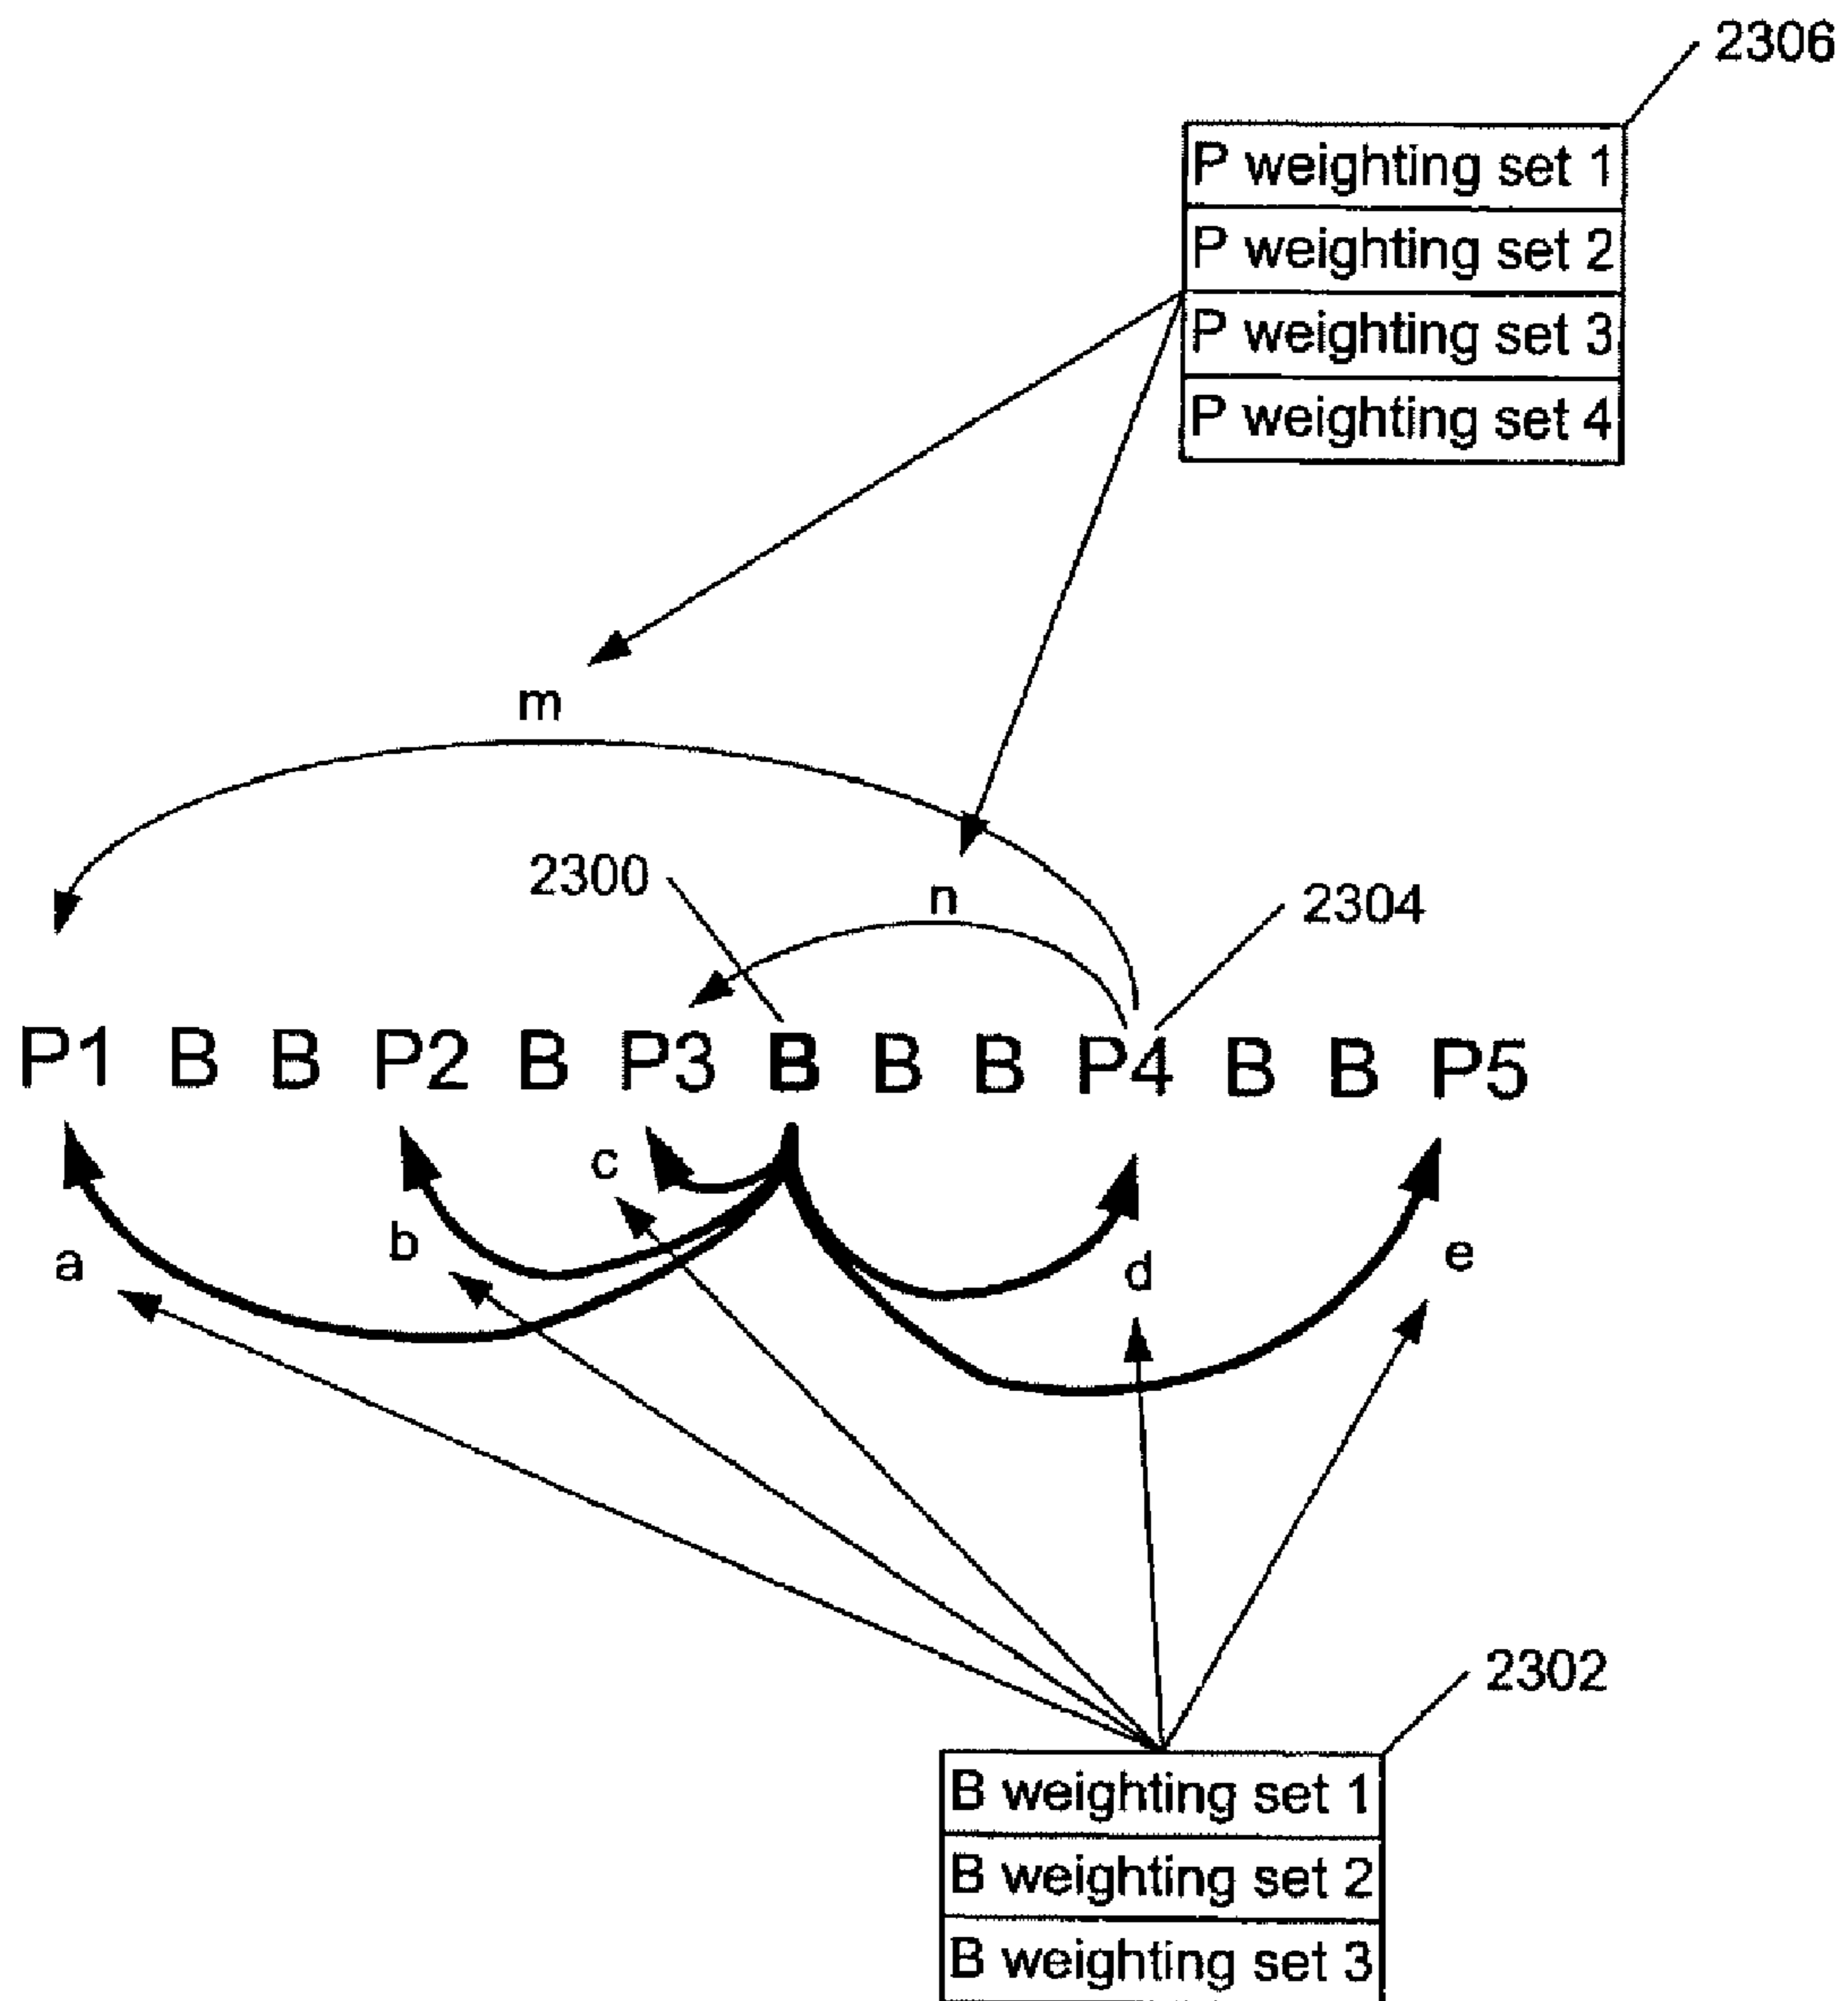 2306
P weighting set 1
P weighting set 2
P weighting set 3
P weighting set 4
m
2300
n
2304
P1 B B P2 B P3 B B B P4 B B P5
c
b
a
d
e
2302
B weighting set 1
B weighting set 2
B weighting set 3